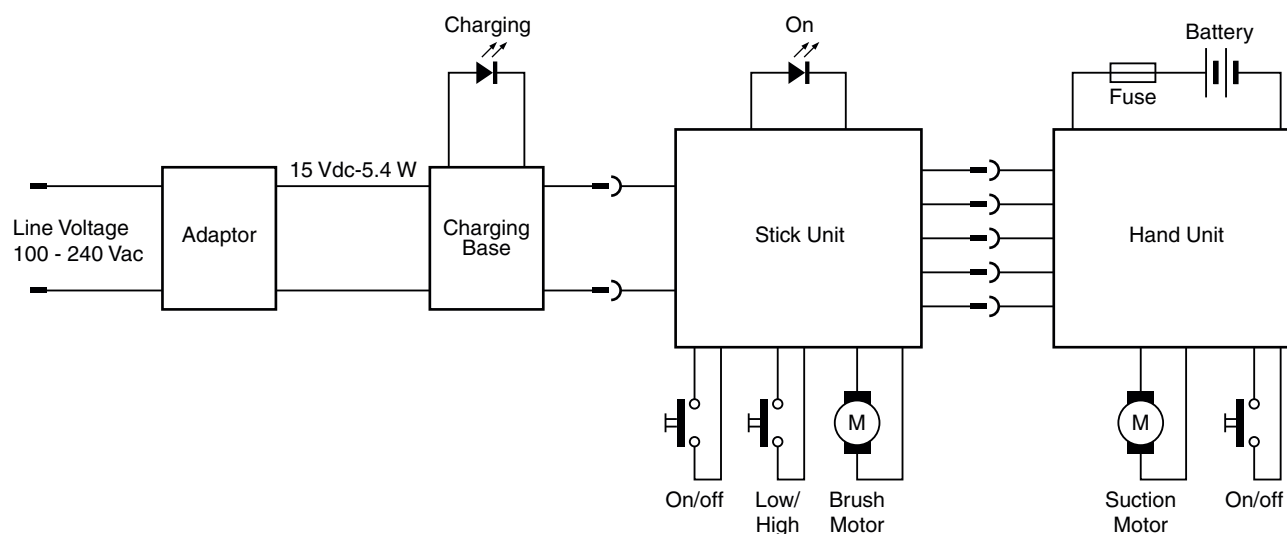 Charging
On
Battery
Fuse
15 Vdc-5.4 W
Line Voltage
100 - 240 Vac
Adaptor
Charging
Base
Stick Unit
Hand Unit
M
M
On/off
Low/
High
Brush
Motor
Suction
Motor
On/off